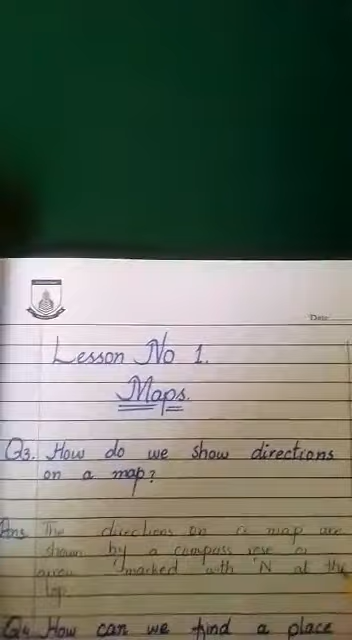 Date
Lesson No 1.
Maps.
Q3. How do we show directions
on a map?
Ans The directions on a map are
shown by a compass rose or
arrow marked with 'N at the
top.
Q4 How can we find a place